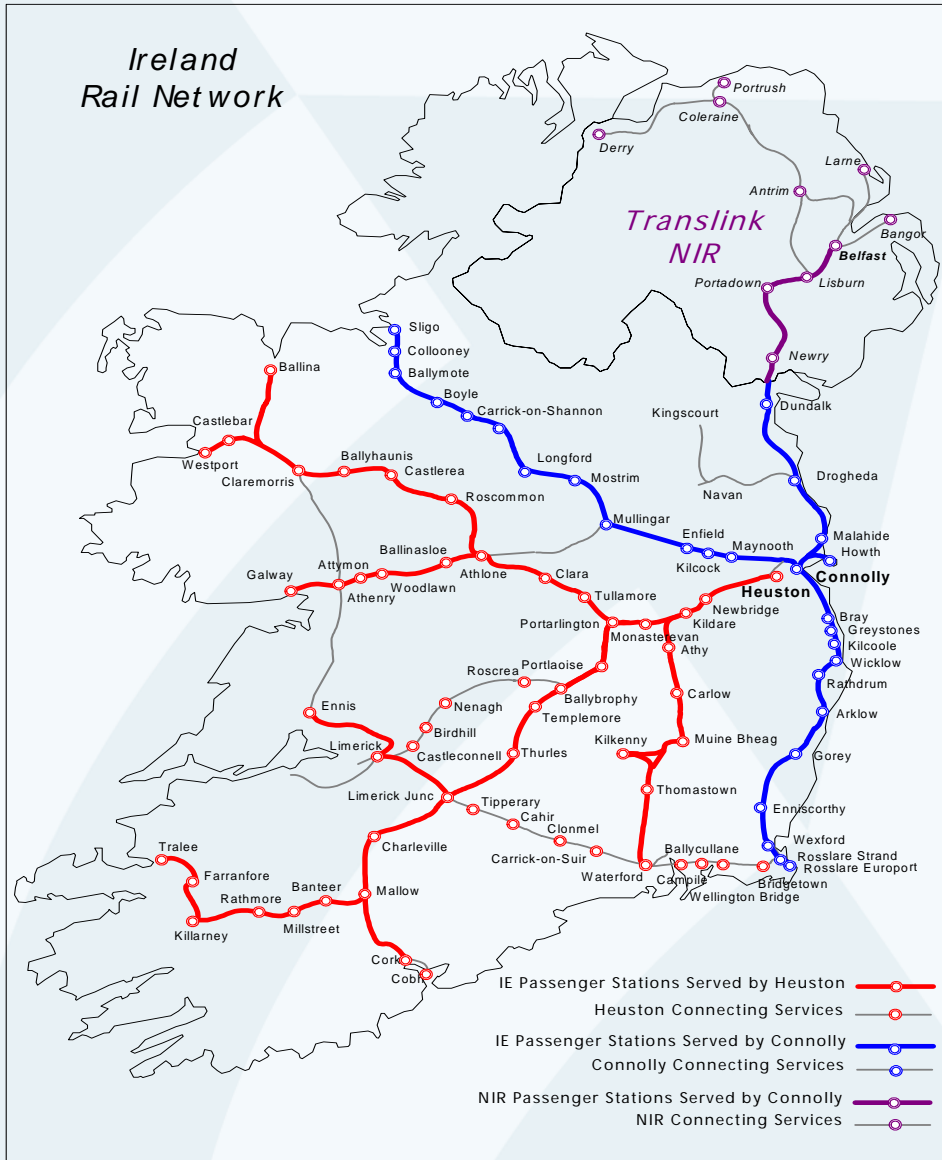 Ireland
Rail Network
Portrush
Coleraine
Derry
Larne
Antrim
Translink
NIR
Bangor
Belfast
Portadown
Lisburn
Newry
Sligo
Collooney
Ballymote
Ballina
Boyle
Carrick-on-Shannon
Kingscourt
Dundalk
Castlebar
Westport
Ballyhaunis
Claremorris
Castlerea
Longford
Mostrim
Drogheda
Navan
Roscommon
Mullingar
Enfield
Malahide
Maynooth
Howth
Kilcock
Connolly
Heuston
Ballinasloe
Attymon
Galway
Athenry
Woodlawn
Athlone
Clara
Tullamore
Newbridge
Kildare
Portarlington
Monasterevan
Athy
Bray
Greystones
Kilcoole
Wicklow
Rathdrum
Roscrea
Portlaoise
Ballybrophy
Nenagh
Templemore
Carlow
Arklow
Ennis
Birdhill
Limerick
Castleconnell
Thurles
Kilkenny
Muine Bheag
Gorey
Limerick Junc
Thomastown
Tipperary
Cahir
Enniscorthy
Clonmel
Charleville
Carrick-on-Suir
Waterford
Ballycullane
Campile
Wellington Bridge
Bridgetown
Wexford
Rosslare Strand
Rosslare Europort
Tralee
Farranfore
Rathmore
Banteer
Mallow
Killarney
Millstreet
Cork
Cobh
IE Passenger Stations Served by Heuston
Heuston Connecting Services
IE Passenger Stations Served by Connolly
Connolly Connecting Services
NIR Passenger Stations Served by Connolly
NIR Connecting Services